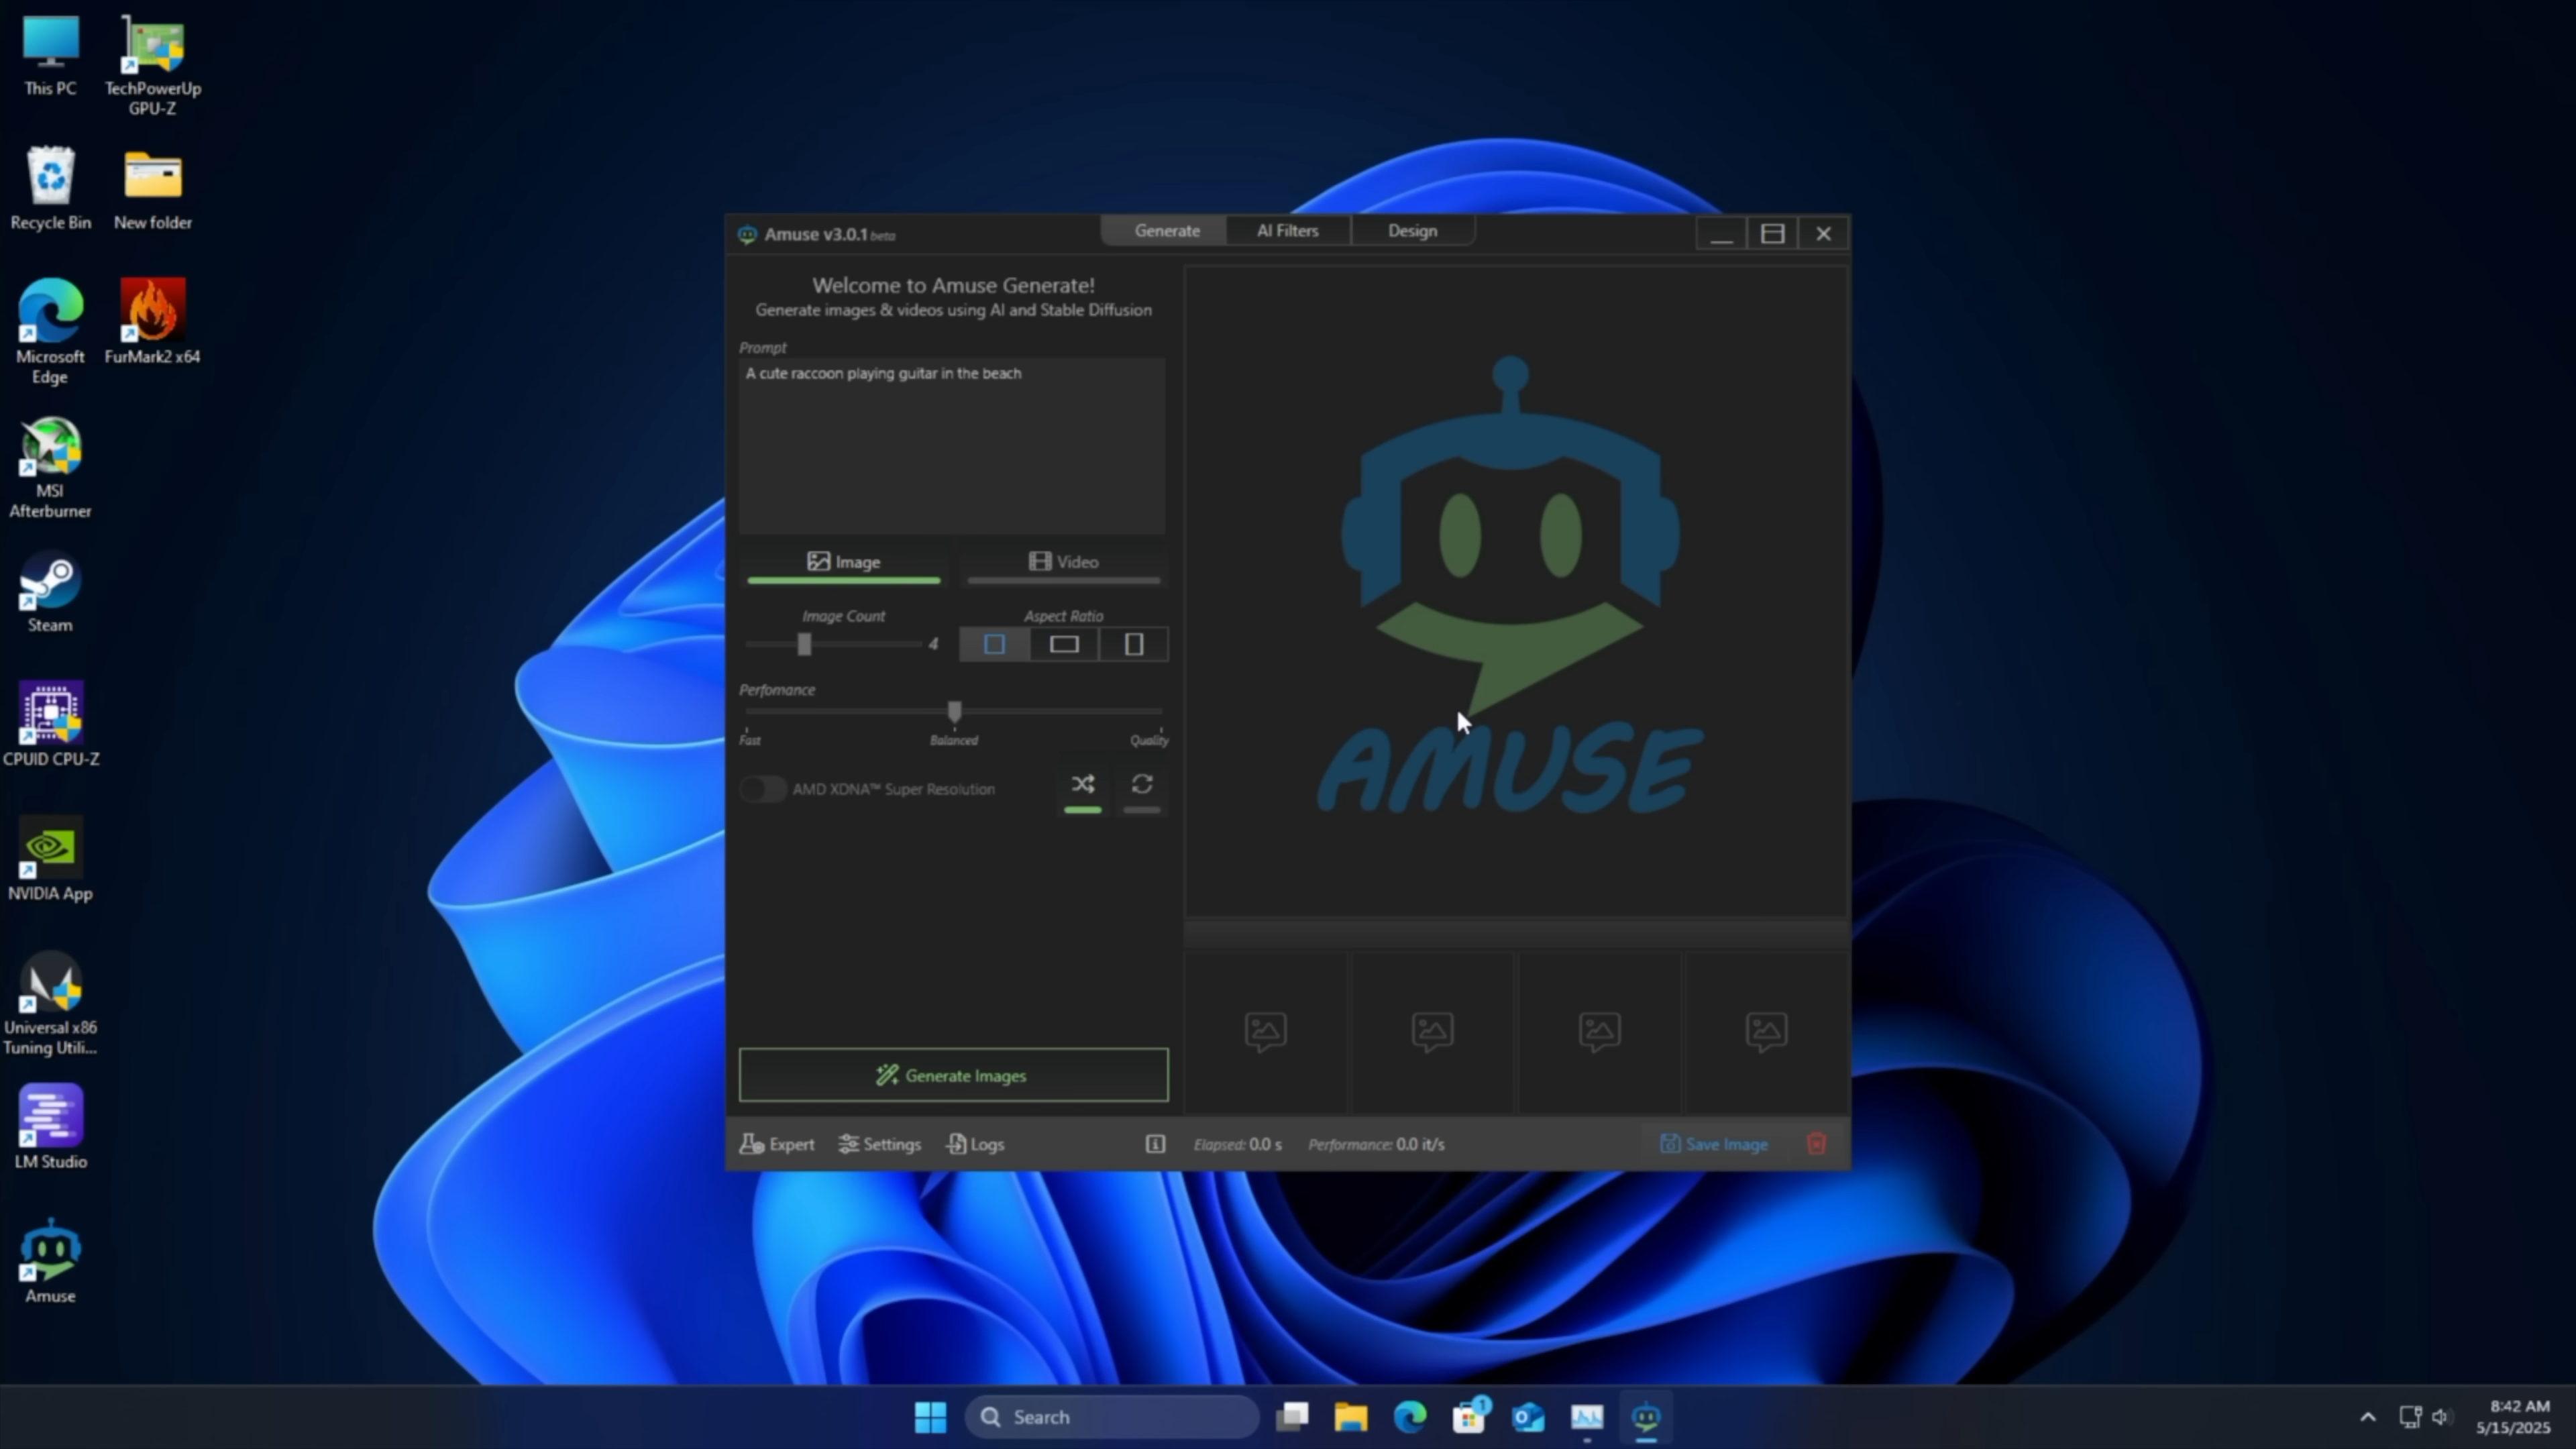 This PC
TechPowerUp
GPU-Z
Recycle Bin
New folder
Microsoft
Edge
FurMark2 x64
MSI
Afterburner
Steam
CPUID CPU-Z
NVIDIA App
Universal x86
Tuning Utili...
LM Studio
Amuse
Amuse v3.0.1 beta
Generate
AI Filters
Design
Welcome to Amuse Generate!
Generate images & videos using AI and Stable Diffusion
Prompt
A cute raccoon playing guitar in the beach
Image
Video
Image Count
Aspect Ratio
4
Perfomance
Fast
Balanced
Quality
AMD XDNA™ Super Resolution
Generate Images
AMUSE
Expert
Settings
Logs
Elapsed: 0.0 s
Performance: 0.0 it/s
Save Image
Search
1
8:42 AM
5/15/2025